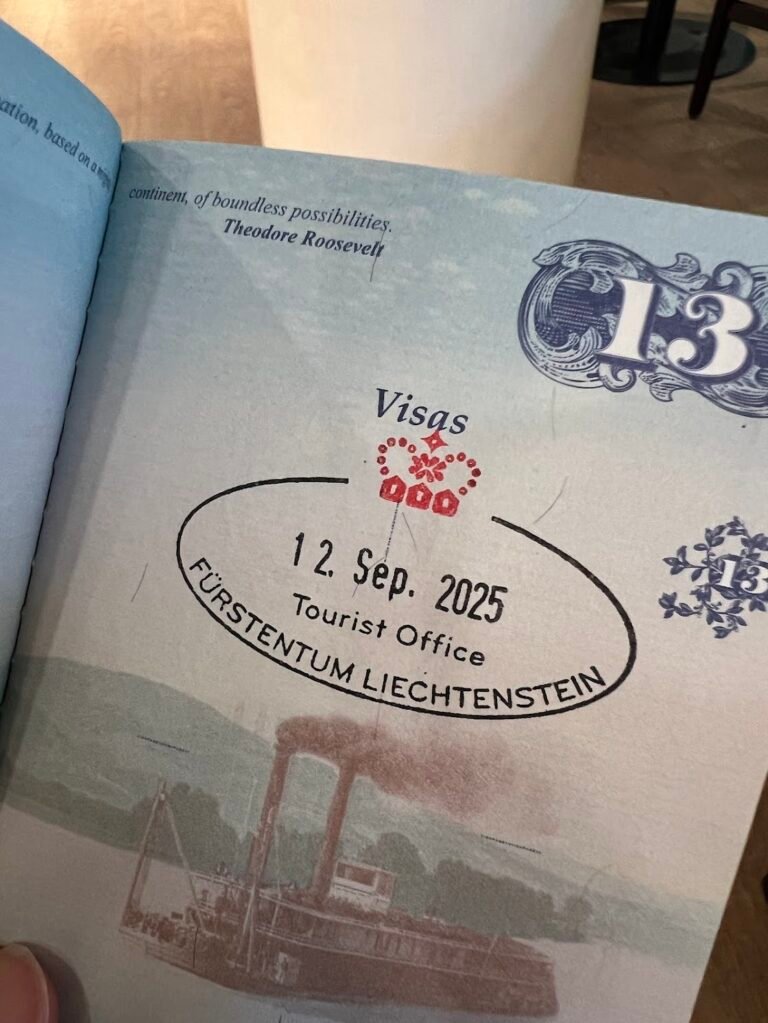 ation, based on a
continent, of boundless possibilities.
Theodore Roosevelt
13
Visas
12. Sep. 2025
Tourist Office
FÜRSTENTUM LIECHTENSTEIN
13